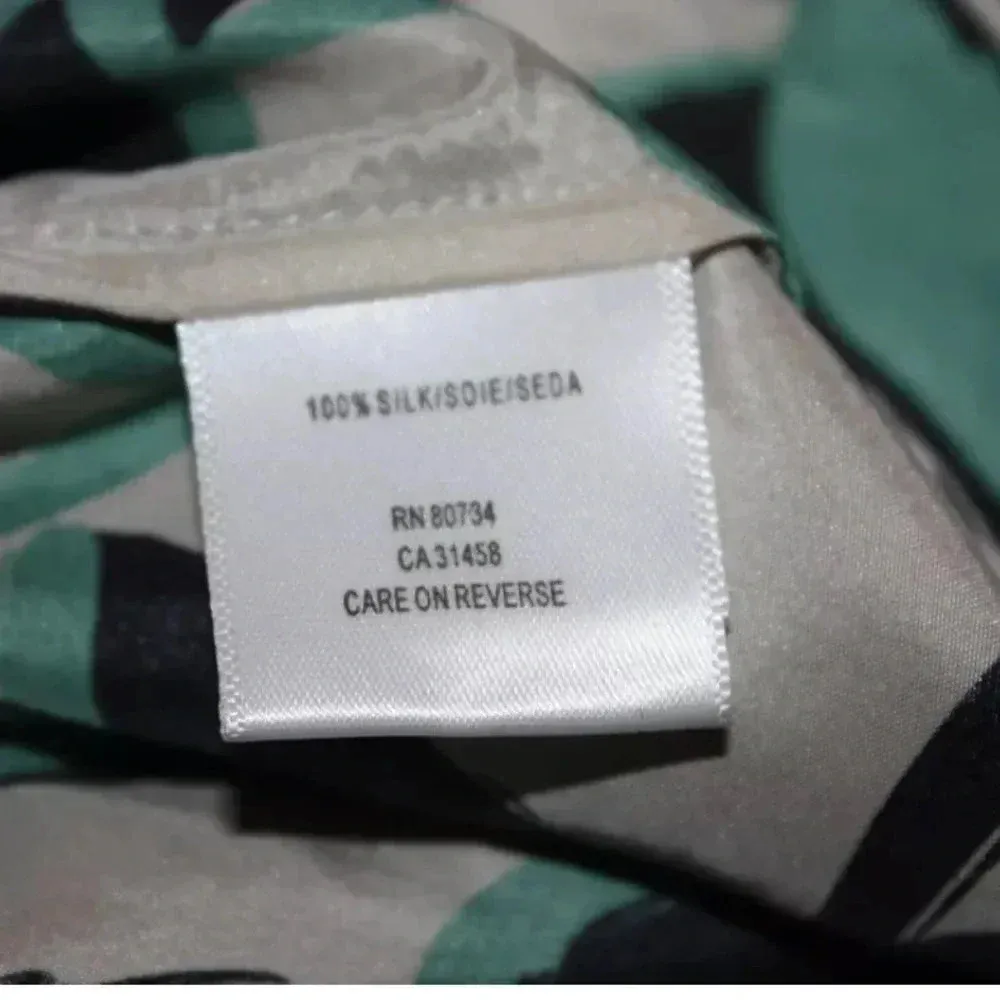 100% SILK/SOIE/SEDA
RN 80734
CA 31458
CARE ON REVERSE